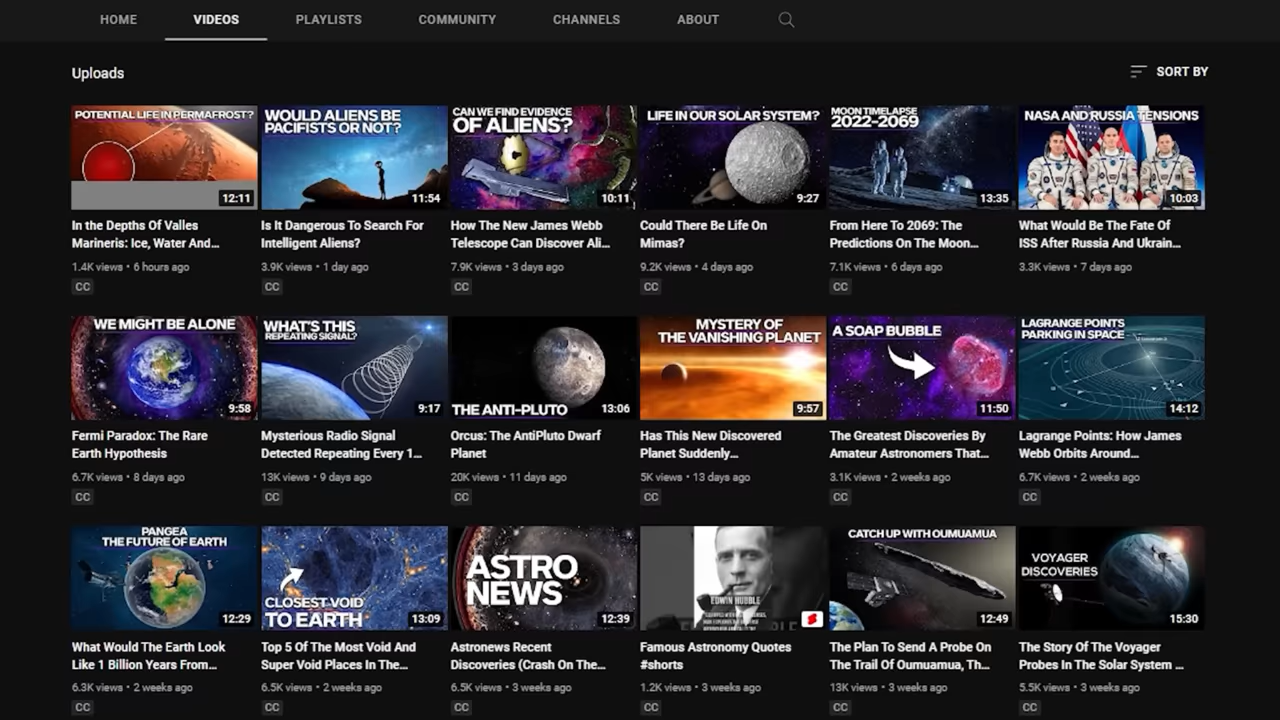 HOME VIDEOS PLAYLISTS COMMUNITY CHANNELS ABOUT
Uploads
SORT BY
POTENTIAL LIFE IN PERMAFROST?
12:11
In the Depths Of Valles
Marineris: Ice, Water And...
1.4K views • 6 hours ago
CC
WOULD ALIENS BE
PACIFISTS OR NOT?
11:54
Is It Dangerous To Search For
Intelligent Aliens?
3.9K views • 1 day ago
CC
CAN WE FIND EVIDENCE
OF ALIENS?
10:11
How The New James Webb
Telescope Can Discover Ali...
7.9K views • 3 days ago
CC
LIFE IN OUR SOLAR SYSTEM?
9:27
Could There Be Life On
Mimas?
9.2K views • 4 days ago
CC
MOON TIMELAPSE
2022-2069
13:35
From Here To 2069: The
Predictions On The Moon...
7.1K views • 6 days ago
CC
NASA AND RUSSIA TENSIONS
10:03
What Would Be The Fate Of
ISS After Russia And Ukrain...
3.3K views • 7 days ago
WE MIGHT BE ALONE
9:58
Fermi Paradox: The Rare
Earth Hypothesis
6.7K views • 8 days ago
CC
WHAT'S THIS
REPEATING SIGNAL?
9:17
Mysterious Radio Signal
Detected Repeating Every 1...
13K views • 9 days ago
CC
THE ANTI-PLUTO
13:06
Orcus: The AntiPluto Dwarf
Planet
20K views • 11 days ago
CC
MYSTERY OF
THE VANISHING PLANET
9:57
Has This New Discovered
Planet Suddenly...
5K views • 13 days ago
CC
A SOAP BUBBLE
11:50
The Greatest Discoveries By
Amateur Astronomers That...
3.1K views • 2 weeks ago
CC
LAGRANGE POINTS
PARKING IN SPACE
14:12
Lagrange Points: How James
Webb Orbits Around...
6.7K views • 2 weeks ago
CC
PANGEA
THE FUTURE OF EARTH
12:29
What Would The Earth Look
Like 1 Billion Years From...
6.3K views • 2 weeks ago
CC
CLOSEST VOID
TO EARTH
13:09
Top 5 Of The Most Void And
Super Void Places In The...
6.5K views • 2 weeks ago
CC
ASTRO
NEWS
12:39
Astronews Recent
Discoveries (Crash On The...
6.5K views • 3 weeks ago
CC
EDWIN HUBBLE
Famous Astronomy Quotes
#shorts
1.2K views • 3 weeks ago
CC
CATCH UP WITH OUMUAMUA
12:49
The Plan To Send A Probe On
The Trail Of Oumuamua, Th...
13K views • 3 weeks ago
CC
VOYAGER
DISCOVERIES
15:30
The Story Of The Voyager
Probes In The Solar System ...
5.5K views • 3 weeks ago
CC